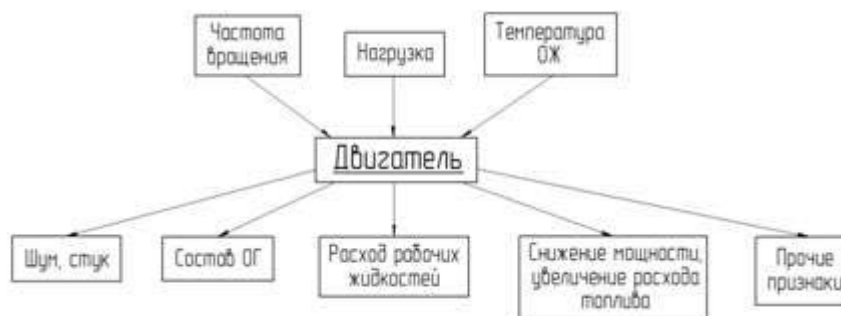 Частота
вращения
Нагрузка
Температура
ОЖ
Двигатель
Шум, стук
Состав ОГ
Расход рабочих
жидкостей
Снижение мощности,
увеличение расхода
топлива
Прочие
признаки